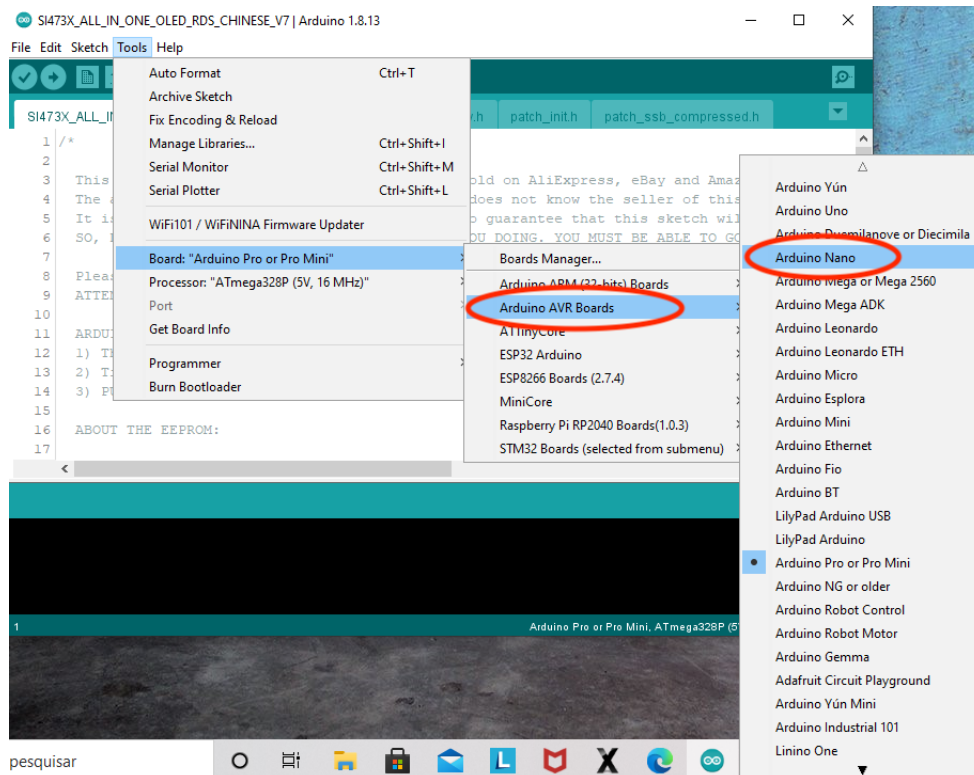 SI473X_ALL_IN_ONE_OLED_RDS_CHINESE_V7 | Arduino 1.8.13
File Edit Sketch Tools Help
SI473X_ALL_I
.h patch_init.h patch_ssb_compressed.h
Auto Format Ctrl+T
Archive Sketch
Fix Encoding & Reload
Manage Libraries... Ctrl+Shift+I
Serial Monitor Ctrl+Shift+M
Serial Plotter Ctrl+Shift+L
WiFi101 / WiFiNINA Firmware Updater
Board: "Arduino Pro or Pro Mini"
Processor: "ATmega328P (5V, 16 MHz)"
Port
Get Board Info
Programmer
Burn Bootloader
1 /*
2
3 This old on AliExpress, eBay and Amaz
4 The does not know the seller of this
5 It i guarantee that this sketch wil
6 SO, OU DOING. YOU MUST BE ABLE TO GO
7
8 Plea
9 ATTE
10
11 ARDU
12 1) T
13 2) T
14 3) P
15
16 ABOUT THE EEPROM:
17
Boards Manager...
Arduino ARM (32-bits) Boards
Arduino AVR Boards
ATTinyCore
ESP32 Arduino
ESP8266 Boards (2.7.4)
MiniCore
Raspberry Pi RP2040 Boards(1.0.3)
STM32 Boards (selected from submenu)
Arduino Yún
Arduino Uno
Arduino Duemilanove or Diecimila
Arduino Nano
Arduino Mega or Mega 2560
Arduino Mega ADK
Arduino Leonardo
Arduino Leonardo ETH
Arduino Micro
Arduino Esplora
Arduino Mini
Arduino Ethernet
Arduino Fio
Arduino BT
LilyPad Arduino USB
LilyPad Arduino
Arduino Pro or Pro Mini
Arduino NG or older
Arduino Robot Control
Arduino Robot Motor
Arduino Gemma
Adafruit Circuit Playground
Arduino Yún Mini
Arduino Industrial 101
Linino One
1 Arduino Pro or Pro Mini, ATmega328P (5
pesquisar